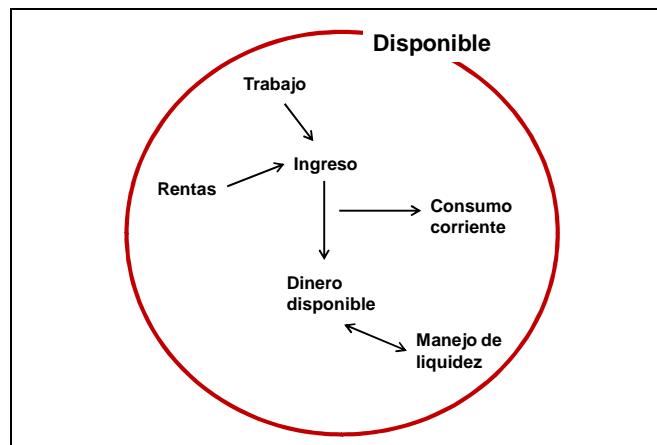 Disponible
Trabajo
Ingreso
Rentas
Consumo
corriente
Dinero
disponible
Manejo de
liquidez